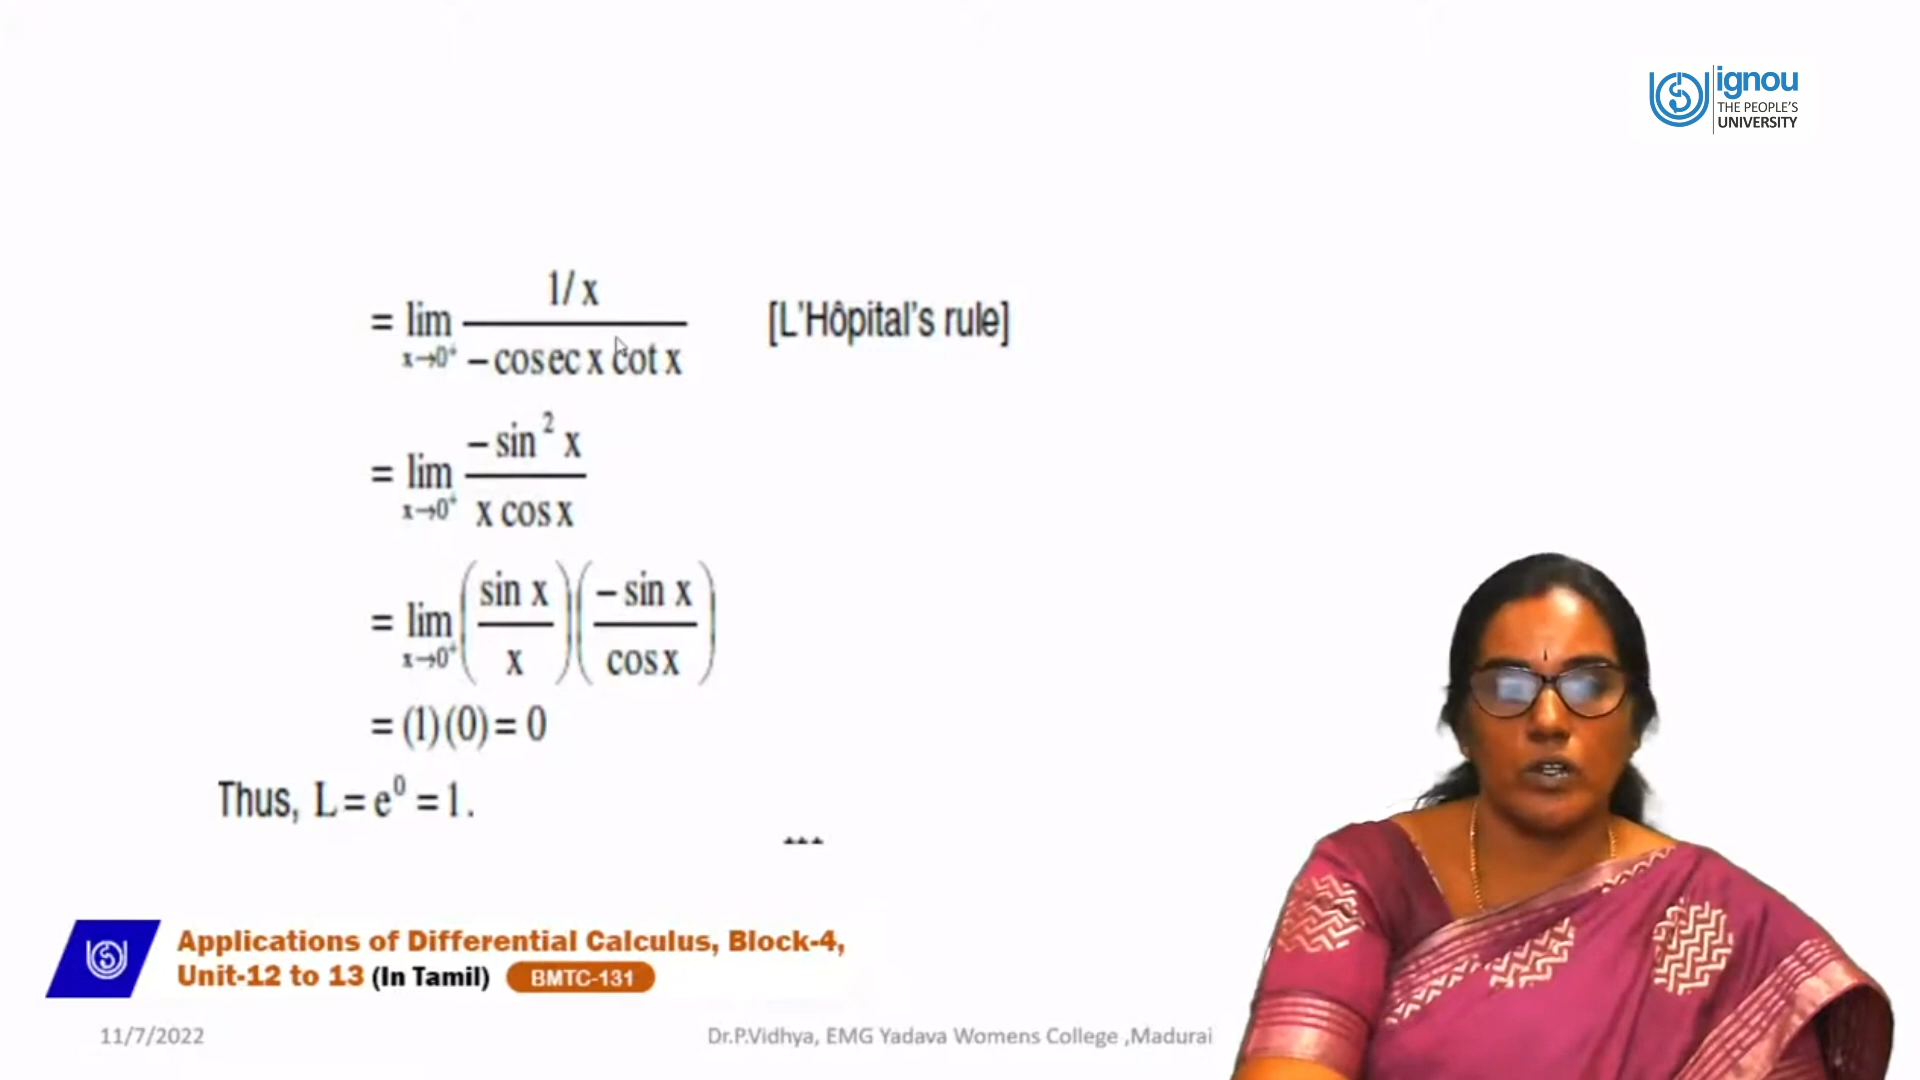 ignou
THE PEOPLE'S
UNIVERSITY
= lim x→0⁺ (1/x) / (− cosec x cot x) [L'Hôpital's rule]
= lim x→0⁺ (− sin² x) / (x cos x)
= lim x→0⁺ (sin x / x) (− sin x / cos x)
= (1) (0) = 0
Thus, L = e⁰ = 1.
***
Applications of Differential Calculus, Block-4,
Unit-12 to 13 (In Tamil) BMTC-131
11/7/2022 Dr.P.Vidhya, EMG Yadava Womens College ,Madurai